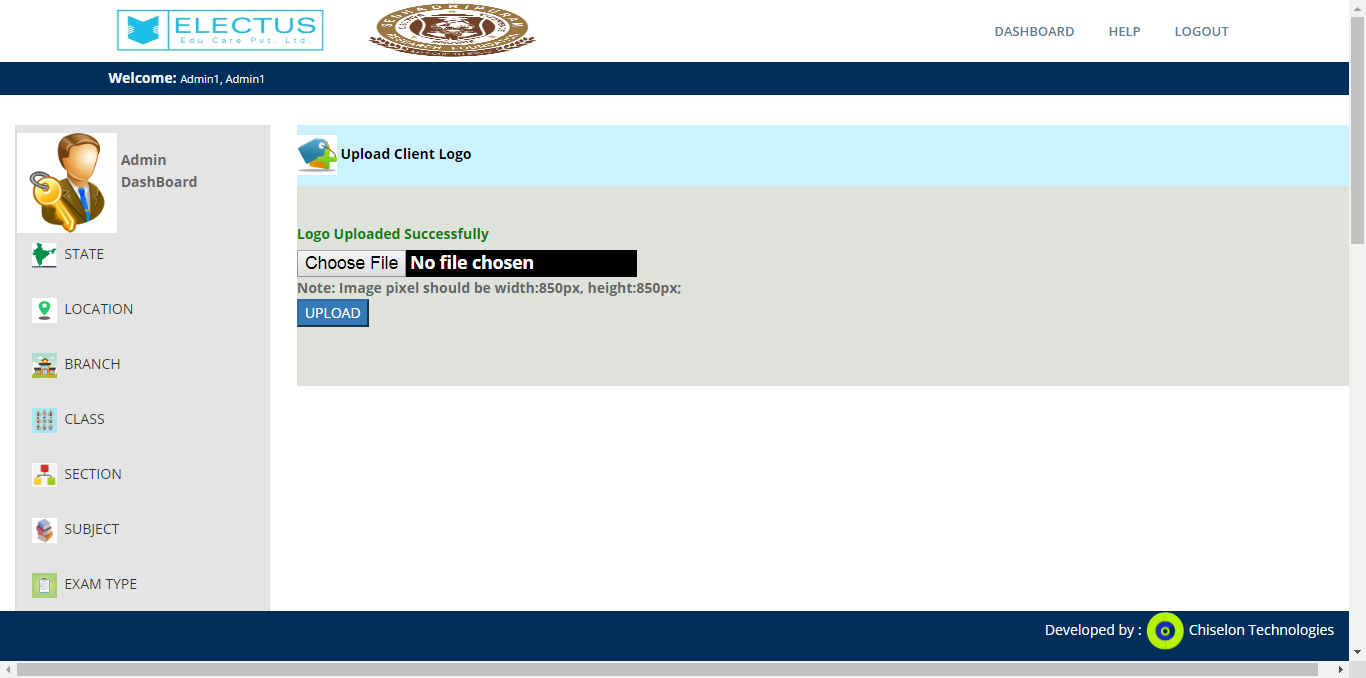 ELECTUS
Edu Care Pvt. Ltd.
DASHBOARD HELP LOGOUT
Welcome: Admin1, Admin1
Admin
DashBoard
STATE
LOCATION
BRANCH
CLASS
SECTION
SUBJECT
EXAM TYPE
Upload Client Logo
Logo Uploaded Successfully
Choose File No file chosen
Note: Image pixel should be width:850px, height:850px;
UPLOAD
Developed by : Chiselon Technologies